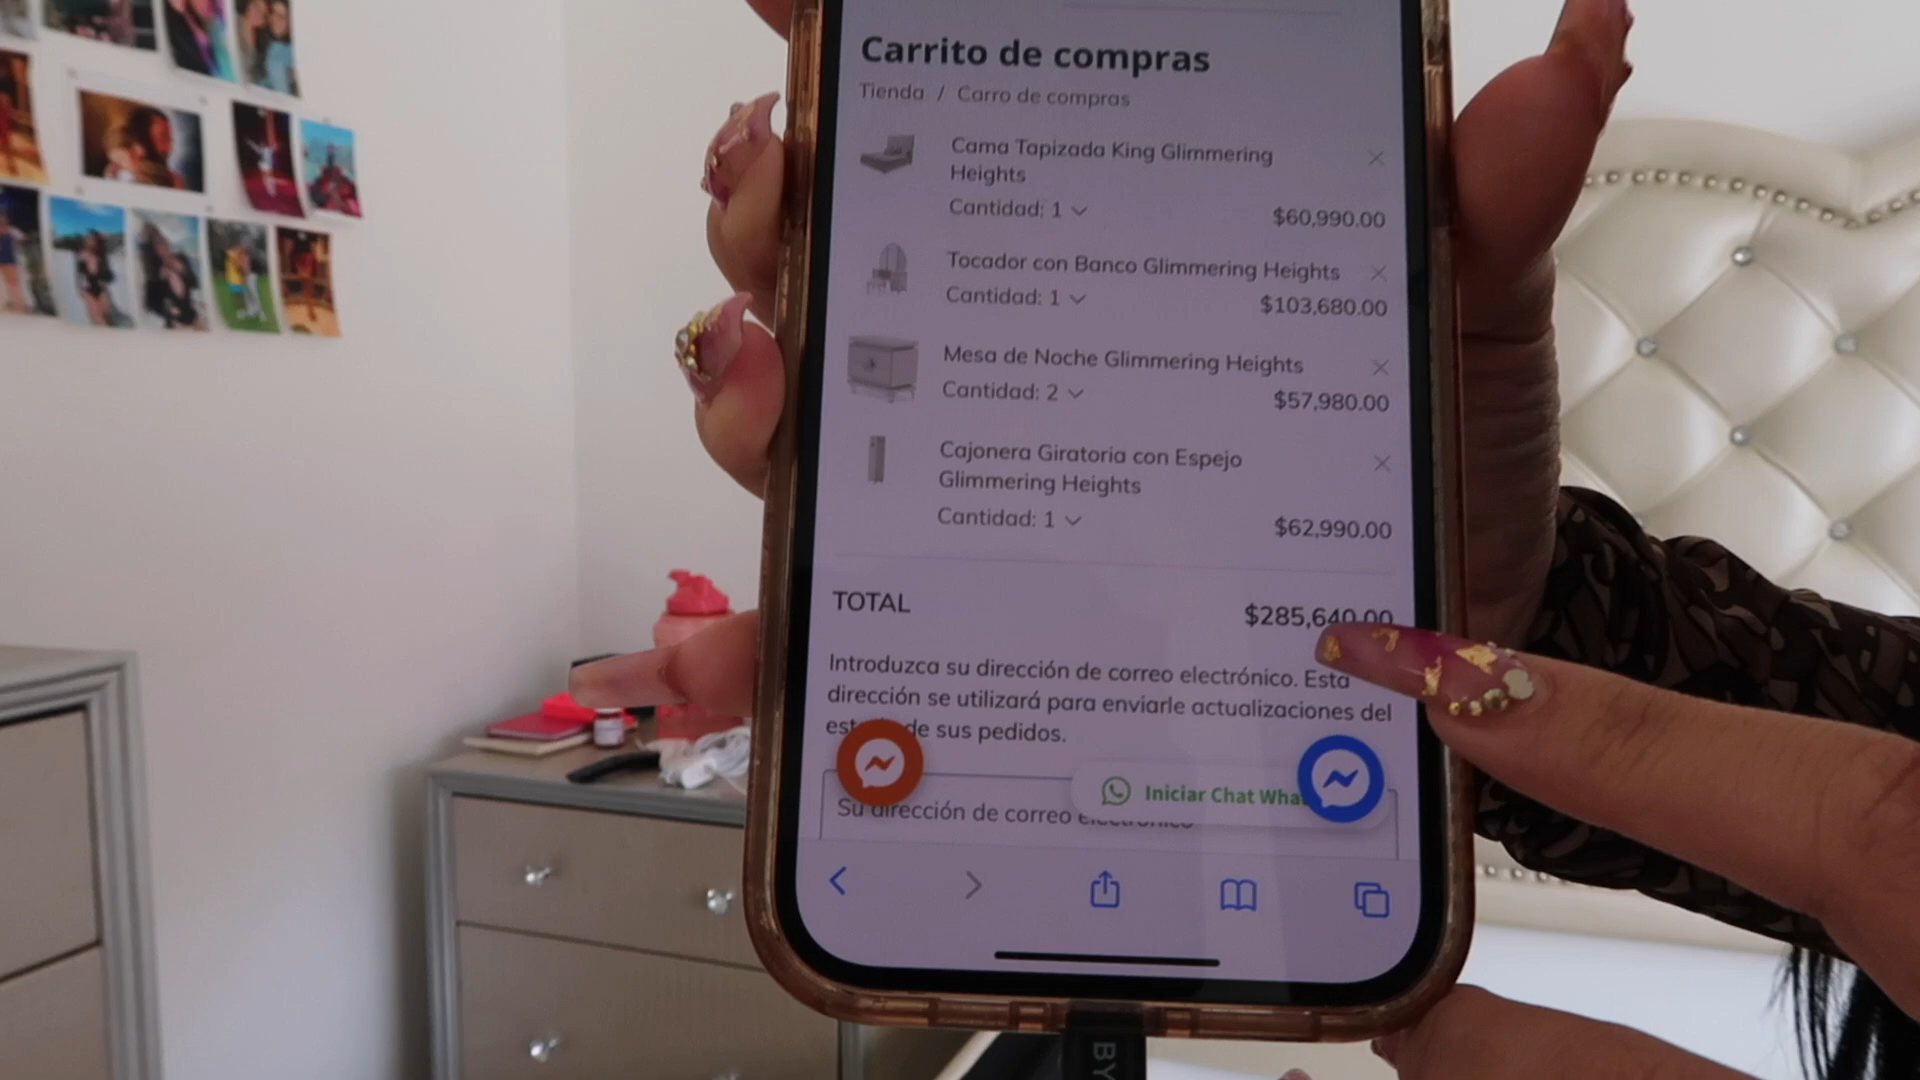 Carrito de compras
Tienda / Carro de compras
Cama Tapizada King Glimmering
Heights
Cantidad: 1
$60,990.00
Tocador con Banco Glimmering Heights
Cantidad: 1
$103,680.00
Mesa de Noche Glimmering Heights
Cantidad: 2
$57,980.00
Cajonera Giratoria con Espejo
Glimmering Heights
Cantidad: 1
$62,990.00
TOTAL
$285,640.00
Introduzca su dirección de correo electrónico. Esta
dirección se utilizará para enviarle actualizaciones del
de sus pedidos.
Iniciar Chat
Su dirección de correo
BY